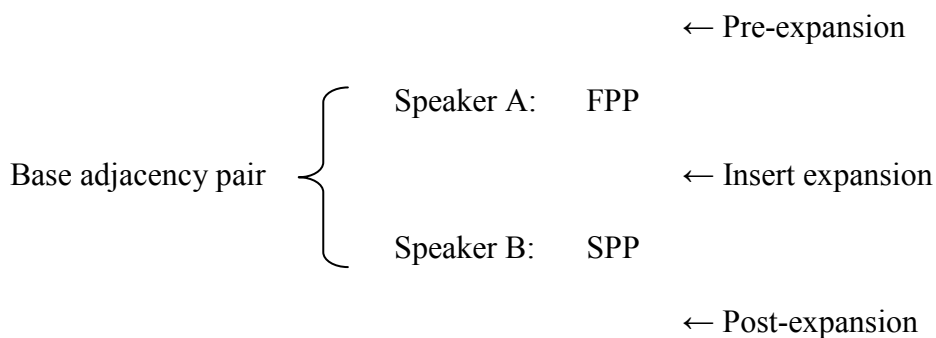 ← Pre-expansion
Speaker A: FPP
Base adjacency pair
← Insert expansion
Speaker B: SPP
← Post-expansion